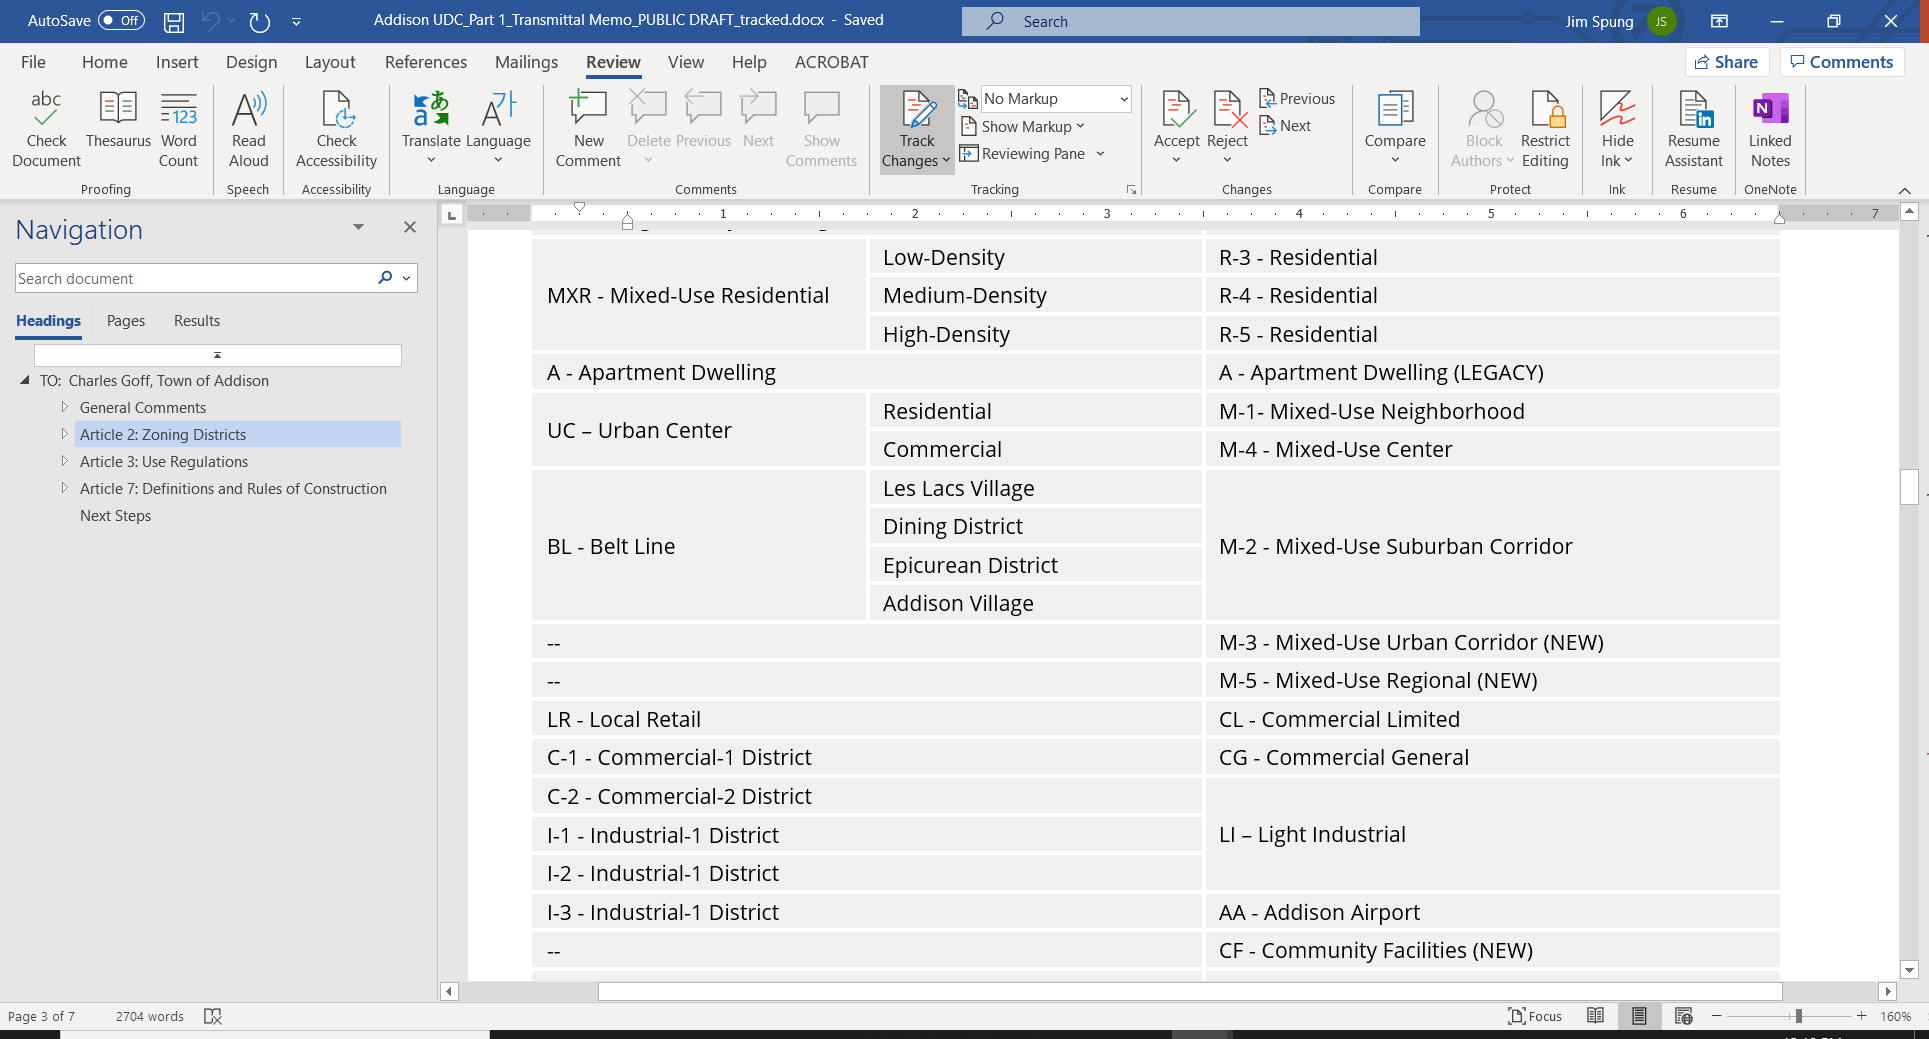 AutoSave Off Addison UDC_Part 1_Transmittal Memo_PUBLIC DRAFT_tracked.docx - Saved Search Jim Spung JS
File Home Insert Design Layout References Mailings Review View Help ACROBAT Share Comments
abc Check Document
Thesaurus
123 Word Count
Proofing
Read Aloud
Speech
Check Accessibility
Accessibility
Translate
Language
Language
New Comment
Delete
Previous
Next
Show Comments
Comments
Track Changes
No Markup
Show Markup
Reviewing Pane
Tracking
Accept
Reject
Previous
Next
Changes
Compare
Compare
Block Authors
Restrict Editing
Protect
Hide Ink
Ink
in
Resume Assistant
Resume
N
Linked Notes
OneNote
Navigation
Search document
Headings Pages Results
TO: Charles Goff, Town of Addison
General Comments
Article 2: Zoning Districts
Article 3: Use Regulations
Article 7: Definitions and Rules of Construction
Next Steps
1 2 3 4 5 6 7
MXR - Mixed-Use Residential
Low-Density R-3 - Residential
Medium-Density R-4 - Residential
High-Density R-5 - Residential
A - Apartment Dwelling A - Apartment Dwelling (LEGACY)
UC – Urban Center
Residential M-1- Mixed-Use Neighborhood
Commercial M-4 - Mixed-Use Center
BL - Belt Line
Les Lacs Village
Dining District
Epicurean District
Addison Village
M-2 - Mixed-Use Suburban Corridor
-- M-3 - Mixed-Use Urban Corridor (NEW)
-- M-5 - Mixed-Use Regional (NEW)
LR - Local Retail CL - Commercial Limited
C-1 - Commercial-1 District CG - Commercial General
C-2 - Commercial-2 District
I-1 - Industrial-1 District
I-2 - Industrial-1 District
LI – Light Industrial
I-3 - Industrial-1 District AA - Addison Airport
-- CF - Community Facilities (NEW)
Page 3 of 7 2704 words Focus 160%